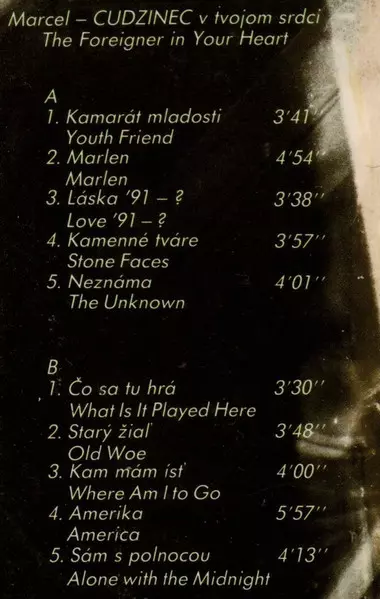 Marcel – CUDZINEC v tvojom srdci
The Foreigner in Your Heart
A
1. Kamarát mladosti 3'41''
Youth Friend
2. Marlen 4'54''
Marlen
3. Láska '91 – ? 3'38''
Love '91 – ?
4. Kamenné tváre 3'57''
Stone Faces
5. Neznáma 4'01''
The Unknown
B
1. Čo sa tu hrá 3'30''
What Is It Played Here
2. Starý žiaľ 3'48''
Old Woe
3. Kam mám ísť 4'00''
Where Am I to Go
4. Amerika 5'57''
America
5. Sám s polnocou 4'13''
Alone with the Midnight